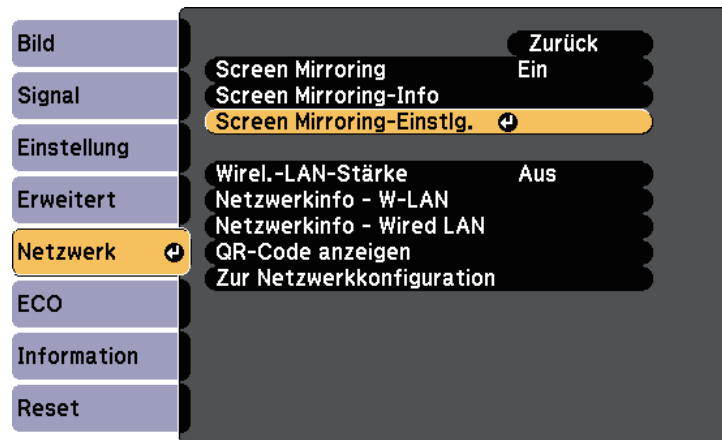 Bild
Signal
Einstellung
Erweitert
Netzwerk
ECO
Information
Reset
Zurück
Screen Mirroring Ein
Screen Mirroring-Info
Screen Mirroring-Einstlg.
Wirel.-LAN-Stärke Aus
Netzwerkinfo - W-LAN
Netzwerkinfo - Wired LAN
QR-Code anzeigen
Zur Netzwerkkonfiguration